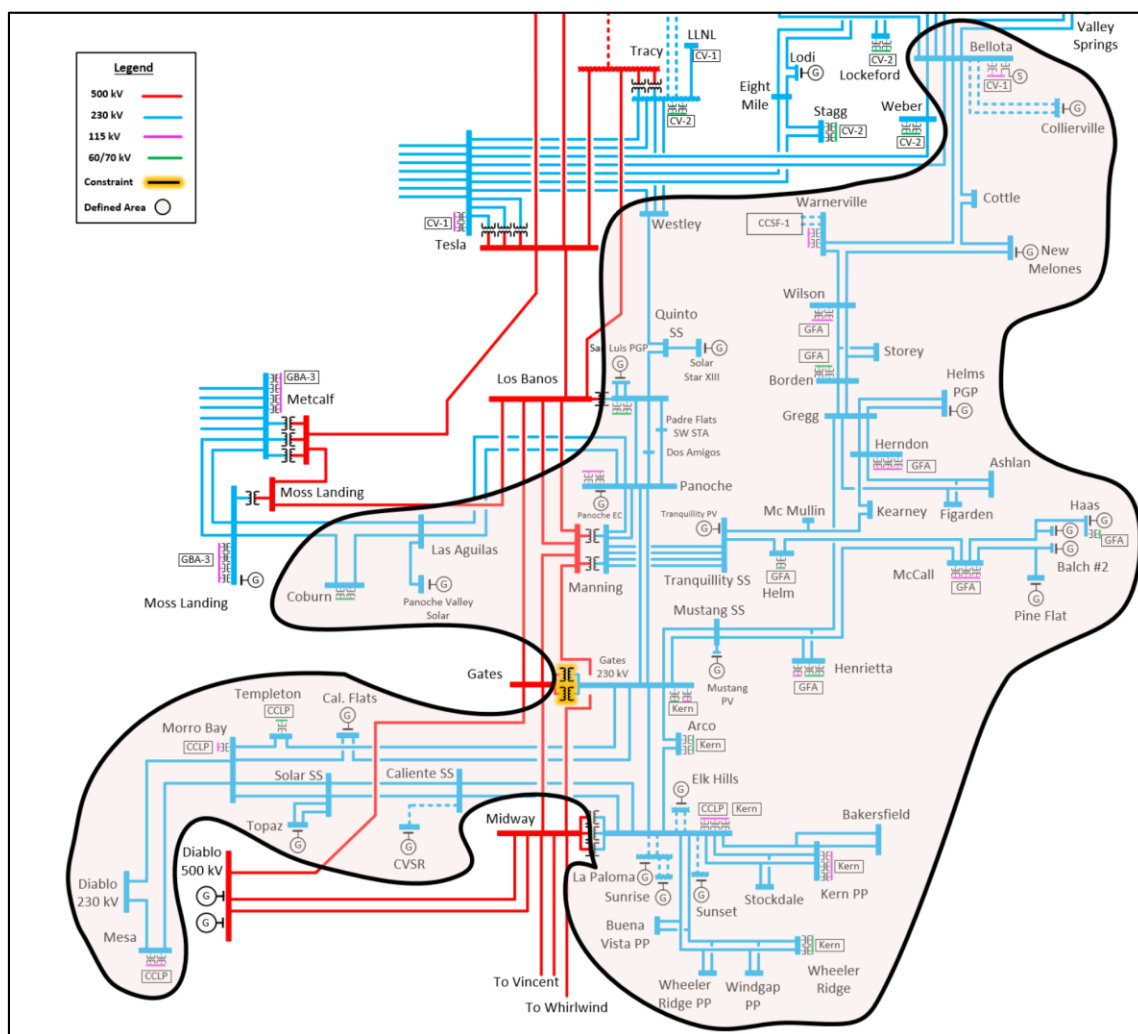 Legend
500 kV
230 kV
115 kV
60/70 kV
Constraint
Defined Area
LLNL
CV-1
Tracy
CV-2
Lodi
G
Eight
Mile
Lockeford
CV-2
Stagg
CV-2
Weber
CV-2
Valley
Springs
Bellota
CV-1
S
G
Collierville
Cottle
New
Melones
G
Warnerville
CCSF-1
Westley
CV-1
Tesla
Wilson
GFA
Quinto
SS
G
Solar
Star XIII
San Luis PGP
G
Storey
GFA
Borden
Helms
PGP
G
Gregg
Los Banos
GBA-3
Metcalf
Padre Flats
SW STA
Dos Amigos
Herndon
GFA
Ashlan
Figarden
Kearney
Moss Landing
Panoche
G
Panoche EC
Tranquillity PV
G
Mc Mullin
Haas
G
GFA
G
G
Balch #2
GBA-3
G
Moss Landing
Las Aguilas
Coburn
G
Panoche Valley
Solar
Manning
Tranquillity SS
GFA
Helm
McCall
GFA
G
Pine Flat
Mustang SS
G
Mustang
PV
Henrietta
GFA
Gates
Gates
230 kV
Kern
Arco
Kern
Templeton
CCLP
Cal. Flats
G
Morro Bay
CCLP
Solar SS
Caliente SS
Topaz
G
G
CVSR
Elk Hills
G
CCLP
Kern
Bakersfield
Midway
Diablo
500 kV
G
G
Diablo
230 kV
Mesa
CCLP
La Paloma
G
Sunrise
G
G
Sunset
Stockdale
Kern
Kern PP
Buena
Vista PP
Kern
Wheeler
Ridge PP
Windgap
PP
Wheeler
Ridge
To Vincent
To Whirlwind